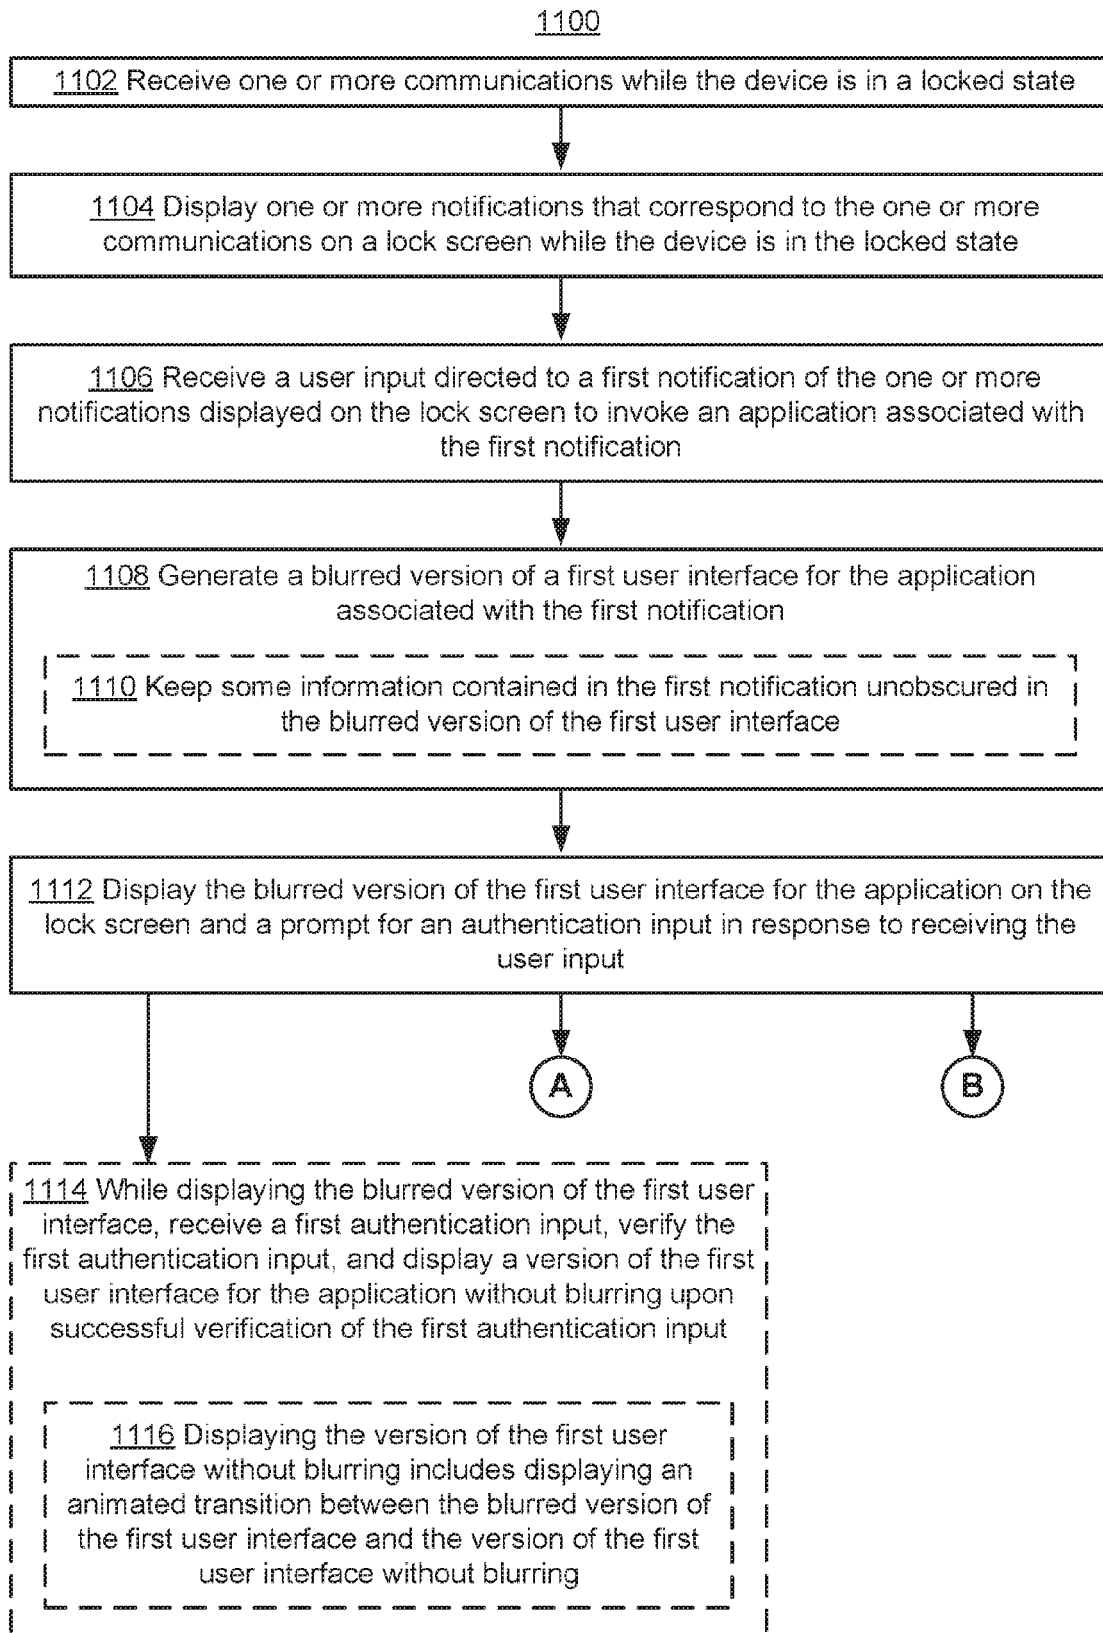 1100
1102 Receive one or more communications while the device is in a locked state
1104 Display one or more notifications that correspond to the one or more
communications on a lock screen while the device is in the locked state
1106 Receive a user input directed to a first notification of the one or more
notifications displayed on the lock screen to invoke an application associated with
the first notification
1108 Generate a blurred version of a first user interface for the application
associated with the first notification
1110 Keep some information contained in the first notification unobscured in
the blurred version of the first user interface
1112 Display the blurred version of the first user interface for the application on the
lock screen and a prompt for an authentication input in response to receiving the
user input
A
B
1114 While displaying the blurred version of the first user
interface, receive a first authentication input, verify the
first authentication input, and display a version of the first
user interface for the application without blurring upon
successful verification of the first authentication input
1116 Displaying the version of the first user
interface without blurring includes displaying an
animated transition between the blurred version of
the first user interface and the version of the first
user interface without blurring